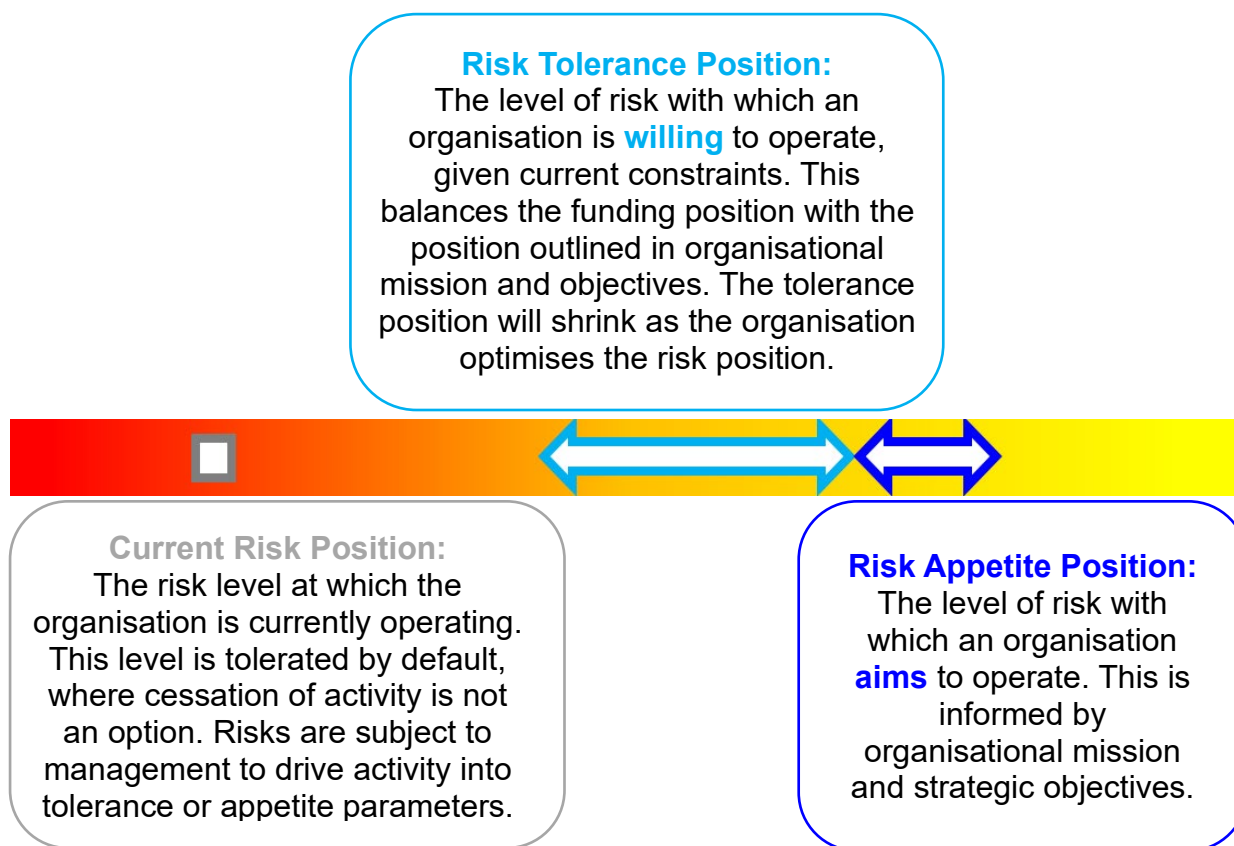 Risk Tolerance Position:
The level of risk with which an
organisation is willing to operate,
given current constraints. This
balances the funding position with the
position outlined in organisational
mission and objectives. The tolerance
position will shrink as the organisation
optimises the risk position.
Current Risk Position:
The risk level at which the
organisation is currently operating.
This level is tolerated by default,
where cessation of activity is not
an option. Risks are subject to
management to drive activity into
tolerance or appetite parameters.
Risk Appetite Position:
The level of risk with
which an organisation
aims to operate. This is
informed by
organisational mission
and strategic objectives.